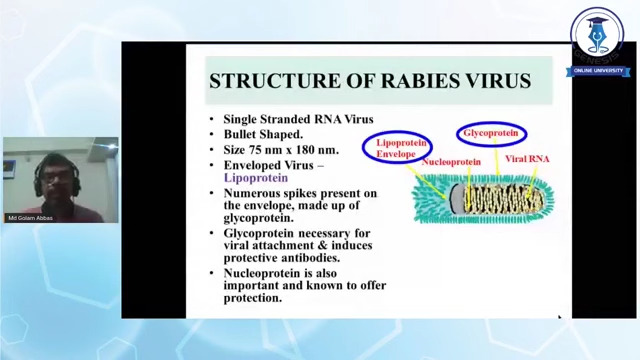 STRUCTURE OF RABIES VIRUS
• Single Stranded RNA Virus
• Bullet Shaped.
• Size 75 nm x 180 nm.
• Enveloped Virus –
Lipoprotein
• Numerous spikes present on
the envelope, made up of
glycoprotein.
• Glycoprotein necessary for
viral attachment & induces
protective antibodies.
• Nucleoprotein is also
important and known to offer
protection.
Glycoprotein
Lipoprotein
Envelope
Nucleoprotein
Viral RNA
Md Golam Abbas
GENESIS
ONLINE UNIVERSITY